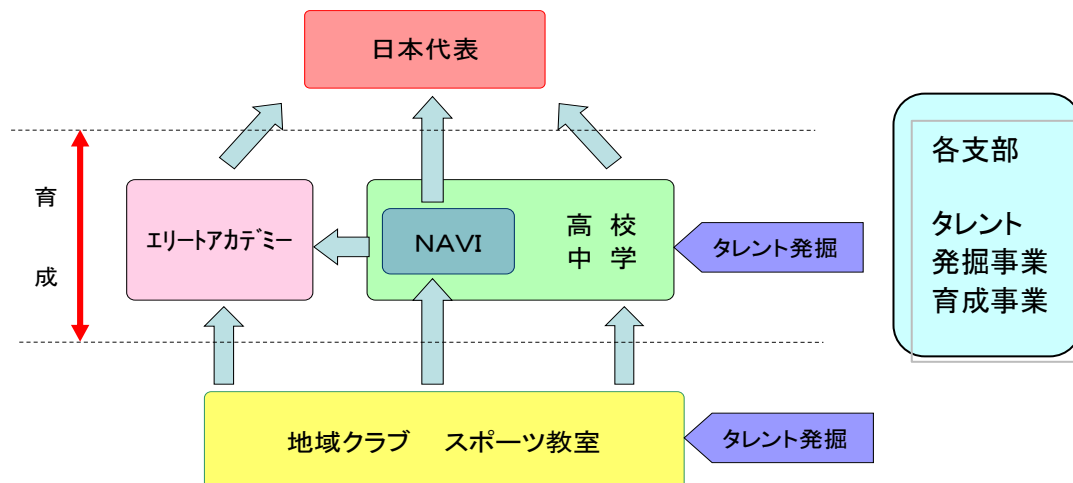 日本代表
育
成
エリートアカデミー
NAVI
高 校
中 学
タレント発掘
地域クラブ　スポーツ教室
タレント発掘
各支部
タレント
発掘事業
育成事業